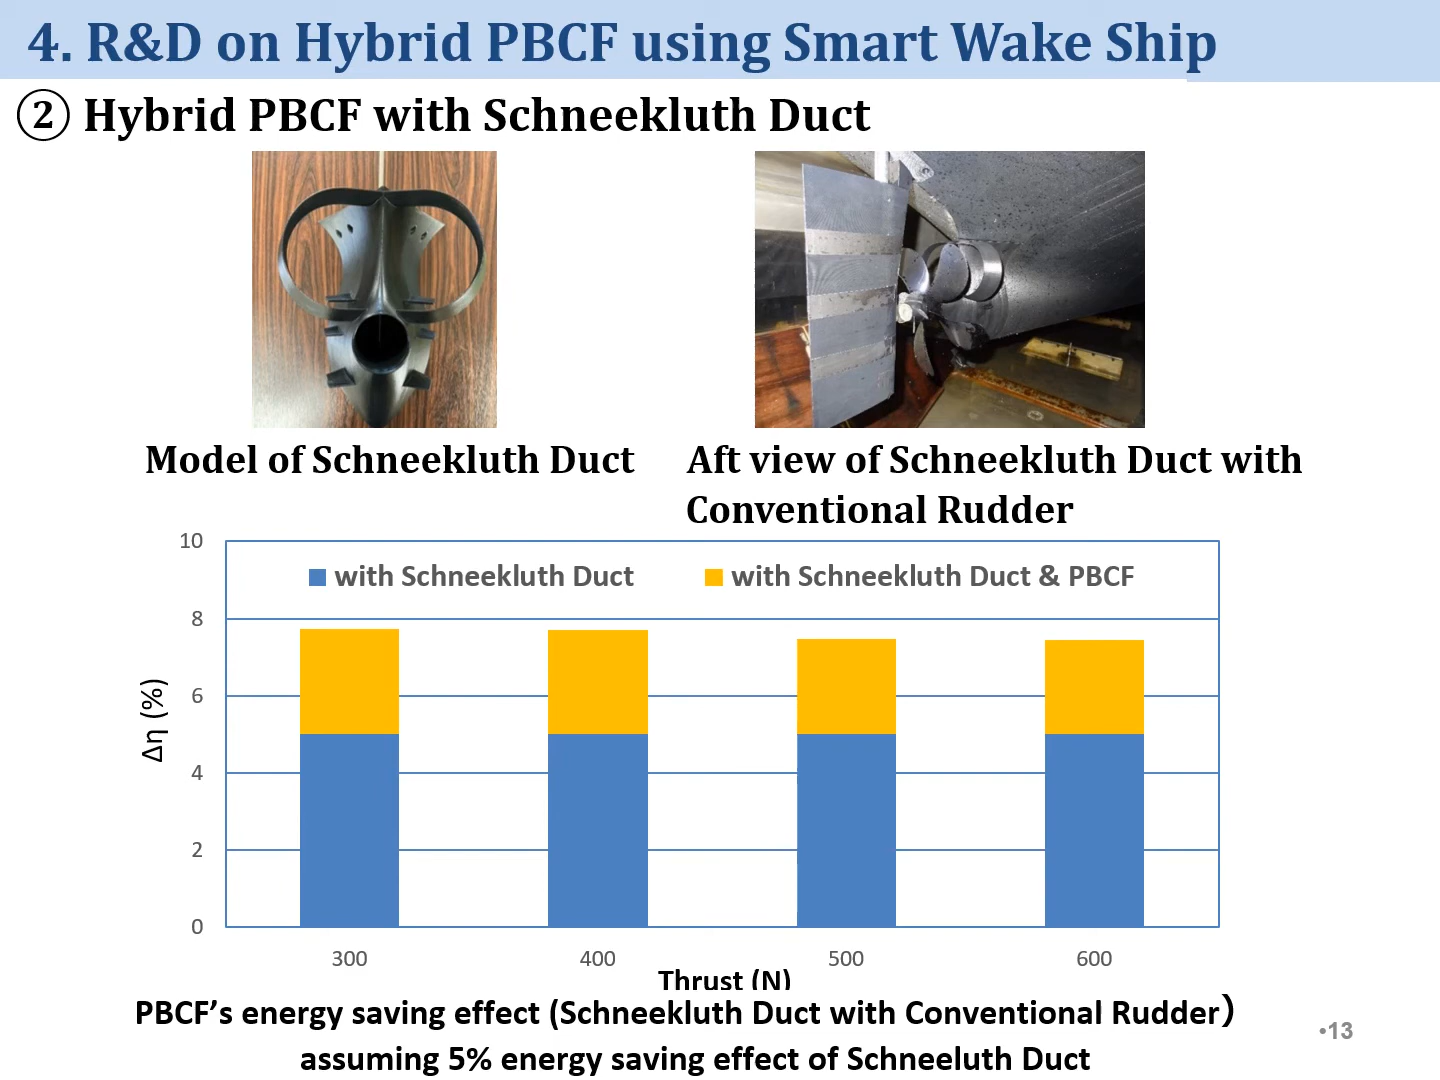 4. R&D on Hybrid PBCF using Smart Wake Ship
② Hybrid PBCF with Schneekluth Duct
Model of Schneekluth Duct
Aft view of Schneekluth Duct with
Conventional Rudder
10
8
6
4
2
0
Δη (%)
with Schneekluth Duct
with Schneekluth Duct & PBCF
300
400
500
600
Thrust (N)
PBCF’s energy saving effect (Schneekluth Duct with Conventional Rudder)
assuming 5% energy saving effect of Schneeluth Duct
•13